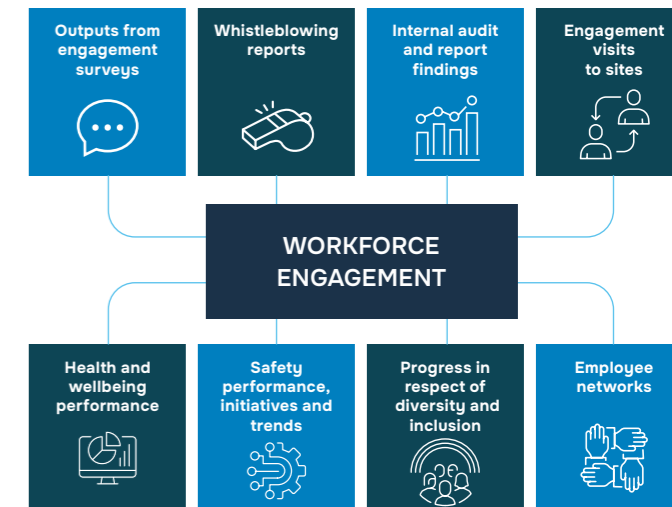 Outputs from
engagement
surveys
Whistleblowing
reports
Internal audit
and report
findings
Engagement
visits
to sites
WORKFORCE
ENGAGEMENT
Health and
wellbeing
performance
Safety
performance,
initiatives and
trends
Progress in
respect of
diversity and
inclusion
Employee
networks